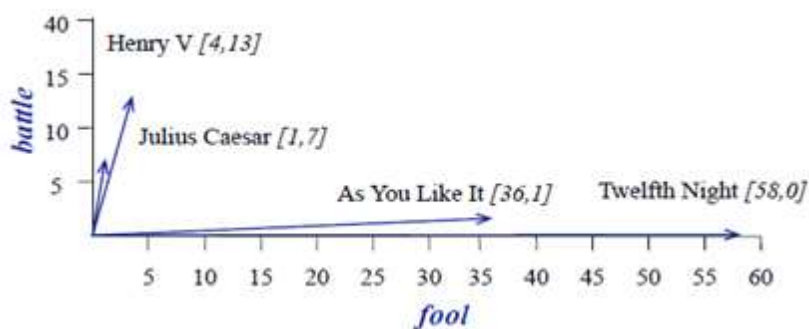 40
Henry V [4,13]
15
battle
10
Julius Caesar [1,7]
5
As You Like It [36,1]
Twelfth Night [58,0]
5 10 15 20 25 30 35 40 45 50 55 60
fool